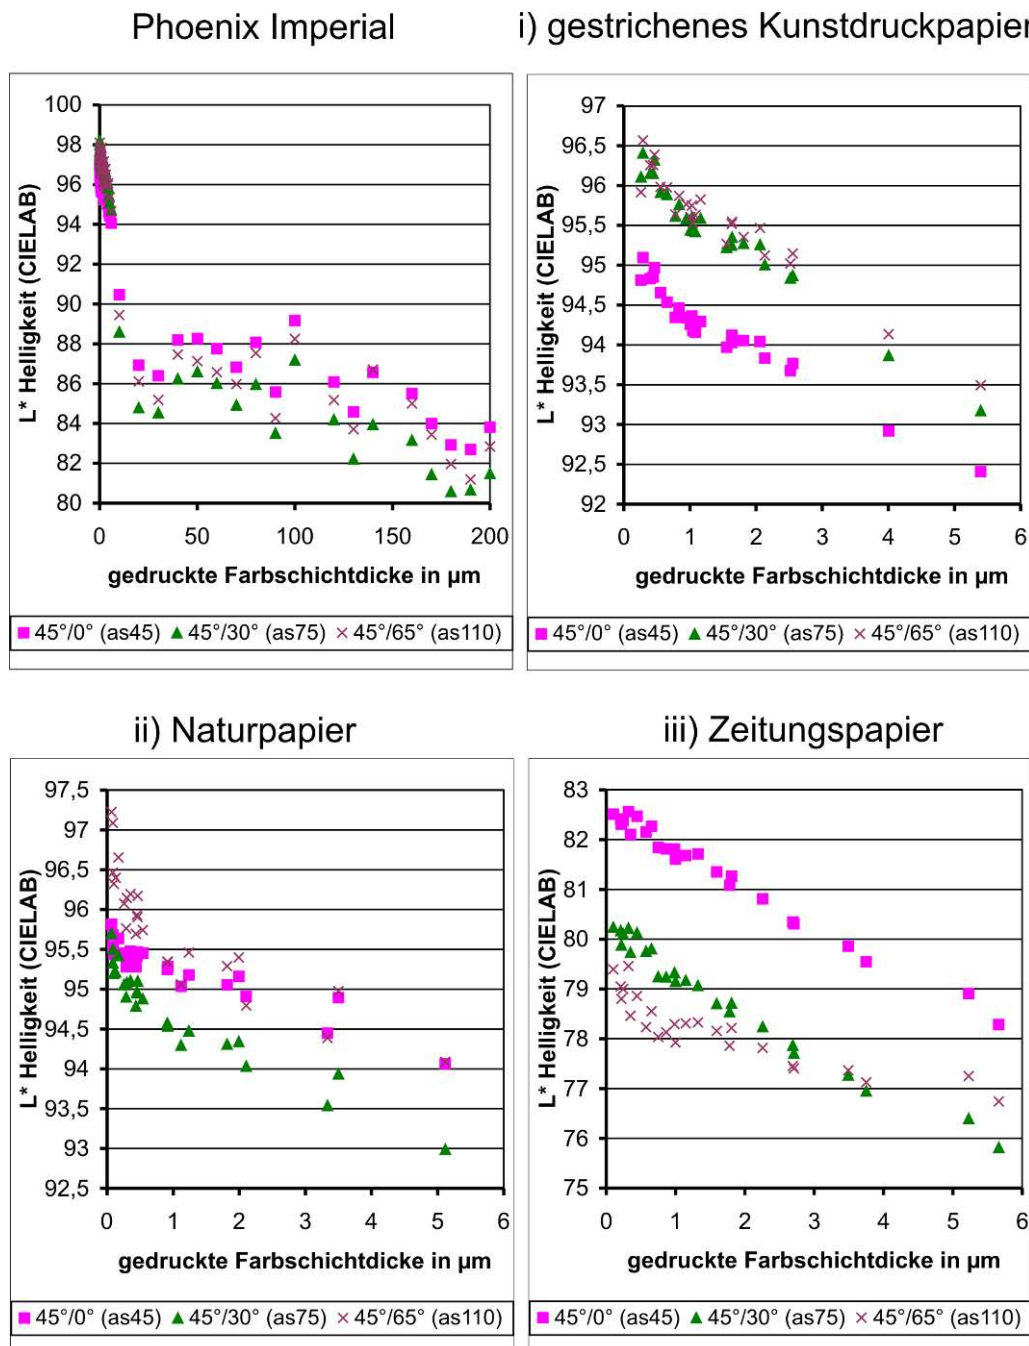 Phoenix Imperial
100
98
96
94
92
90
88
86
84
82
80
L* Helligkeit (CIELAB)
0 50 100 150 200
gedruckte Farbschichtdicke in µm
45°/0° (as45) 45°/30° (as75) 45°/65° (as110)
i) gestrichenes Kunstdruckpapier
97
96,5
96
95,5
95
94,5
94
93,5
93
92,5
92
L* Helligkeit (CIELAB)
0 1 2 3 4 5 6
gedruckte Farbschichtdicke in µm
45°/0° (as45) 45°/30° (as75) 45°/65° (as110)
ii) Naturpapier
97,5
97
96,5
96
95,5
95
94,5
94
93,5
93
92,5
L* Helligkeit (CIELAB)
0 1 2 3 4 5 6
gedruckte Farbschichtdicke in µm
45°/0° (as45) 45°/30° (as75) 45°/65° (as110)
iii) Zeitungspapier
83
82
81
80
79
78
77
76
75
L* Helligkeit (CIELAB)
0 1 2 3 4 5 6
gedruckte Farbschichtdicke in µm
45°/0° (as45) 45°/30° (as75) 45°/65° (as110)